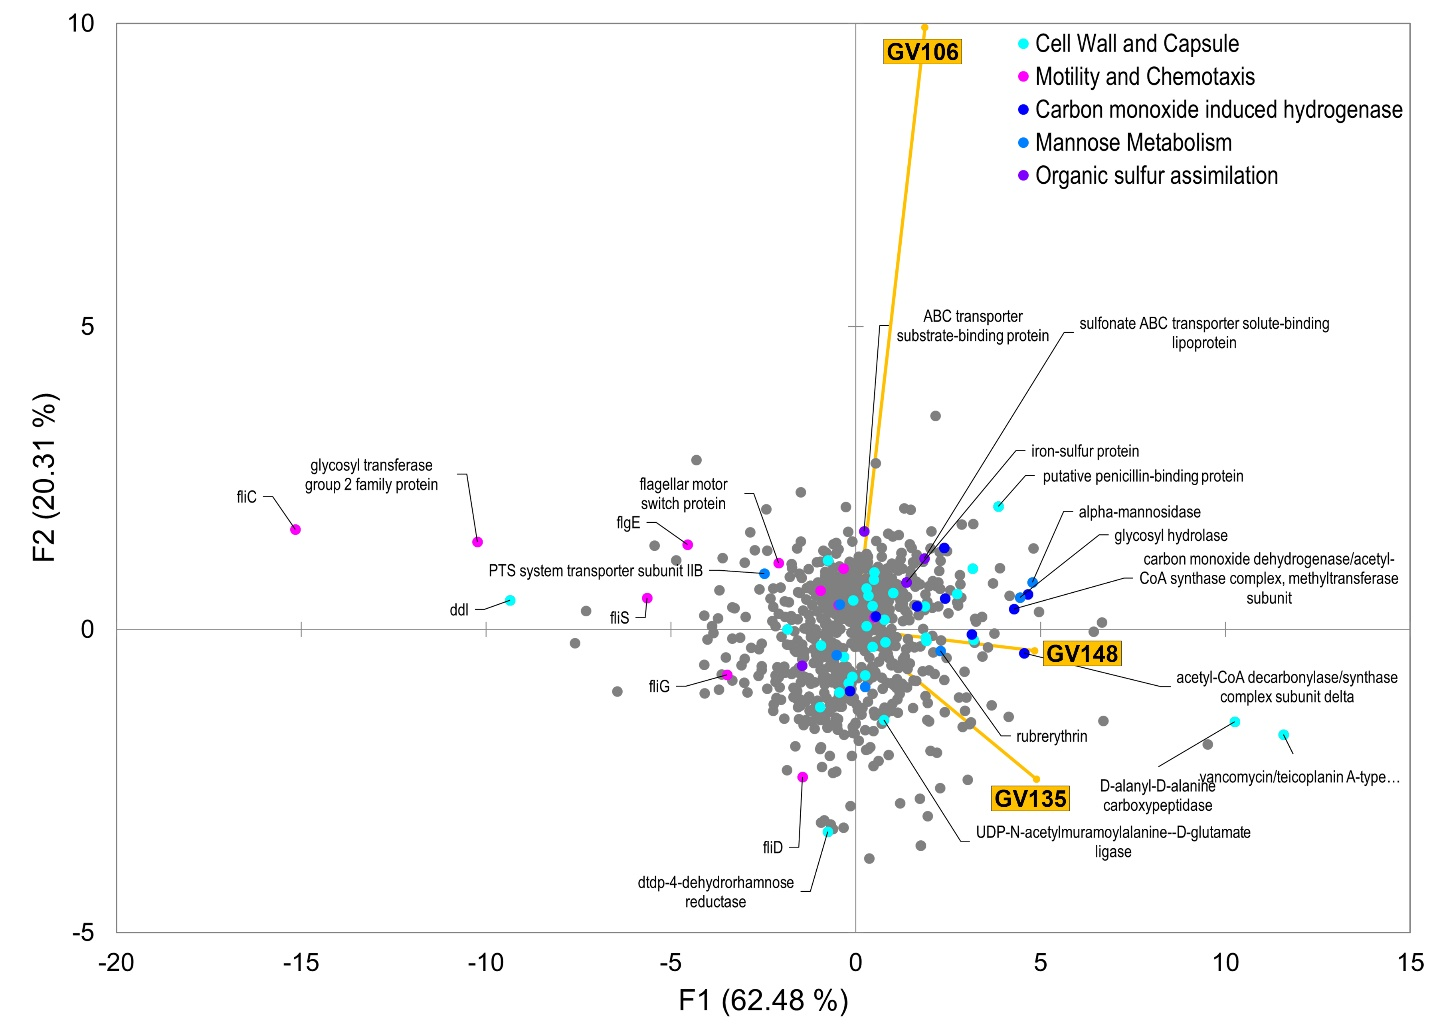 10
GV106
Cell Wall and Capsule
Motility and Chemotaxis
Carbon monoxide induced hydrogenase
Mannose Metabolism
Organic sulfur assimilation
5
ABC transporter
substrate-binding protein
sulfonate ABC transporter solute-binding
lipoprotein
F2 (20.31 %)
glycosyl transferase
group 2 family protein
fliC
flagellar motor
switch protein
flgE
iron-sulfur protein
putative penicillin-binding protein
alpha-mannosidase
glycosyl hydrolase
carbon monoxide dehydrogenase/acetyl-
CoA synthase complex, methyltransferase
subunit
PTS system transporter subunit IIB
ddl
fliS
0
GV148
fliG
acetyl-CoA decarbonylase/synthase
complex subunit delta
rubrerythrin
D-alanyl-D-alanine
carboxypeptidase
vancomycin/teicoplanin A-type...
GV135
UDP-N-acetylmuramoylalanine--D-glutamate
ligase
fliD
dtdp-4-dehydrorhamnose
reductase
-5
-20
-15
-10
-5
0
5
10
15
F1 (62.48 %)